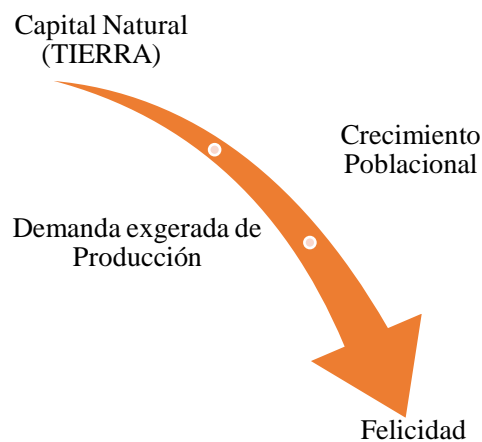 Capital Natural
(TIERRA)
Crecimiento
Poblacional
Demanda exgerada de
Producción
Felicidad